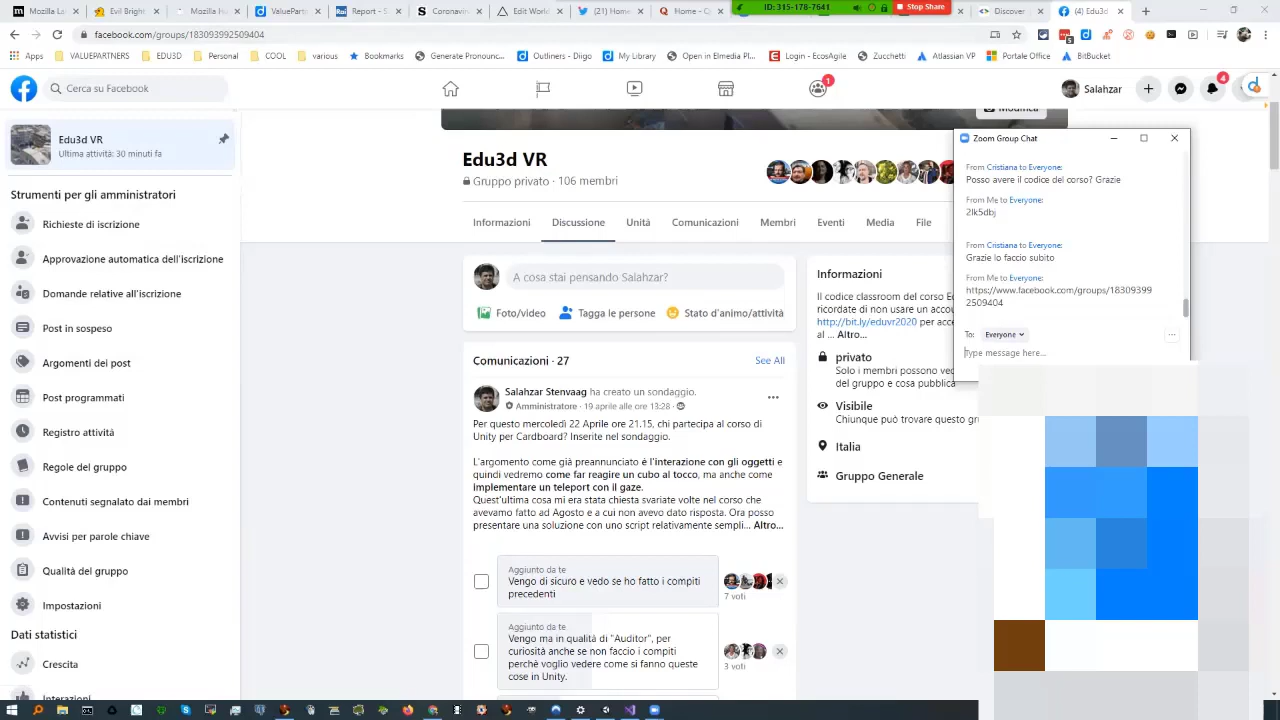 Mozilla La
Evil Bright
Mozilla
ValuePart
Report - S
Coronavir
Edit Work
(21) Home
Home - Q
ID: 315-178-7641
Stop Share
Discover
(4) Edu3d
facebook.com/groups/183093992509404
5
VALUEPARTNERS
EDU3D
Personal
COOL
various
Bookmarks
Generate Pronounc...
Outliners - Diigo
My Library
Open in Elmedia Pl...
Login - EcosAgile
Zucchetti
Atlassian VP
Portale Office
BitBucket
Cerca su Facebook
1
Salahzar
4
Modifica
Edu3d VR
Ultima attività: 30 minuti fa
Strumenti per gli amministratori
Richieste di iscrizione
Approvazione automatica dell'iscrizione
Domande relative all'iscrizione
Post in sospeso
Argomenti dei post
Post programmati
Registro attività
Regole del gruppo
Contenuti segnalato dai membri
Avvisi per parole chiave
Qualità del gruppo
Impostazioni
Dati statistici
Crescita
Interazioni
Edu3d VR
Gruppo privato · 106 membri
Informazioni
Discussione
Unità
Comunicazioni
Membri
Eventi
Media
File
A cosa stai pensando Salahzar?
Foto/video
Tagga le persone
Stato d'animo/attività
Comunicazioni · 27
See All
Salahzar Stenvaag ha creato un sondaggio.
Amministratore · 19 aprile alle ore 13:28 ·
Per questo mercoledì 22 Aprile ore 21.15, chi partecipa al corso di
Unity per Cardboard? Inserite nel sondaggio.
L'argomento come già preannunciato è l'interazione con gli oggetti e
quindi vedremo come far reagire un cubo al tocco, ma anche come
implementare un teleport con il gaze.
Quest'ultima cosa mi era stata chiesta svariate volte nel corso che
avevamo fatto ad Agosto e a cui non avevo dato risposta. Ora posso
presentare una soluzione con uno script relativamente sempli... Altro...
Aggiunto da te
Vengo di sicuro e vedo se ho fatto i compiti
precedenti
7 voti
Aggiunto da te
Vengo ma in qualità di "Auditor", per
curiosità anche se non faccio i compiti
perché voglio vedere come si fanno queste
cose in Unity.
3 voti
Informazioni
Il codice classroom del corso E
ricordate di non usare un accou
http://bit.ly/eduvr2020 per acce
al ... Altro...
privato
Solo i membri possono ved
del gruppo e cosa pubblica
Visibile
Chiunque può trovare questo gr
Italia
Gruppo Generale
Zoom Group Chat
From Cristiana to Everyone:
Posso avere il codice del corso? Grazie
From Me to Everyone:
2lk5dbj
From Cristiana to Everyone:
Grazie lo faccio subito
From Me to Everyone:
https://www.facebook.com/groups/18309399
2509404
To: Everyone
Type message here...